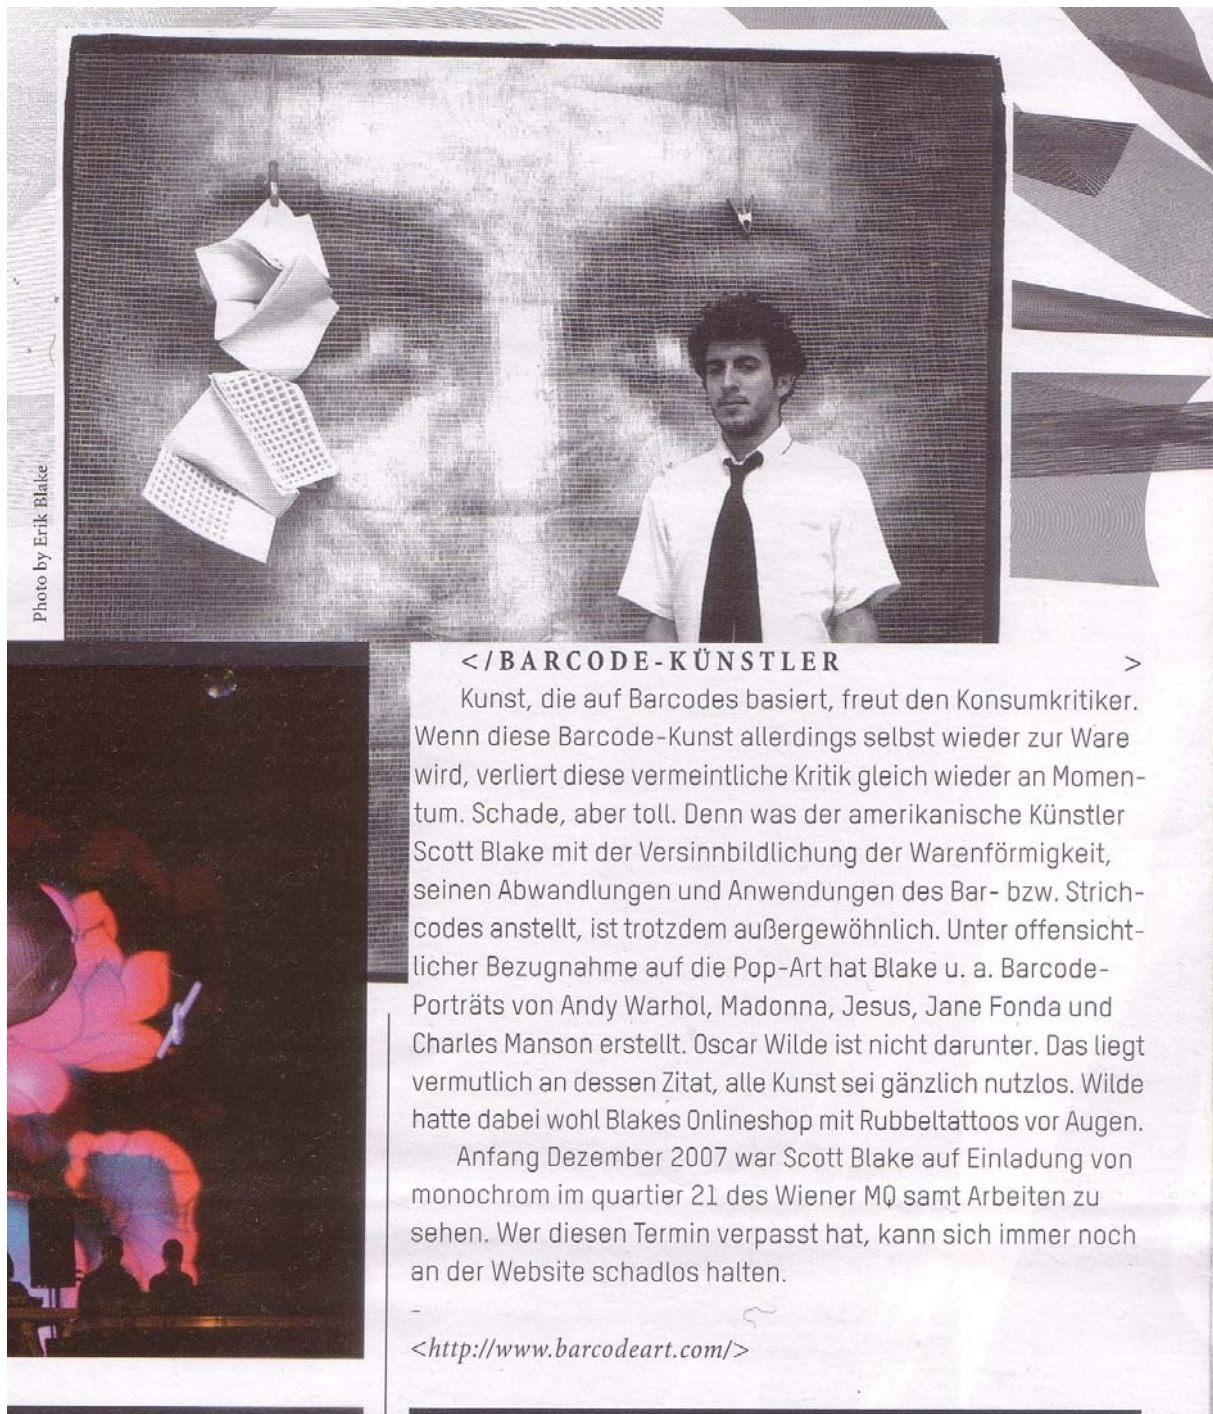 Photo by Erik Blake
</BARCODE-KÜNSTLER >
Kunst, die auf Barcodes basiert, freut den Konsumkritiker.
Wenn diese Barcode-Kunst allerdings selbst wieder zur Ware
wird, verliert diese vermeintliche Kritik gleich wieder an Momen-
tum. Schade, aber toll. Denn was der amerikanische Künstler
Scott Blake mit der Versinnbildlichung der Warenförmigkeit,
seinen Abwandlungen und Anwendungen des Bar- bzw. Strich-
codes anstellt, ist trotzdem außergewöhnlich. Unter offensicht-
licher Bezugnahme auf die Pop-Art hat Blake u. a. Barcode-
Porträts von Andy Warhol, Madonna, Jesus, Jane Fonda und
Charles Manson erstellt. Oscar Wilde ist nicht darunter. Das liegt
vermutlich an dessen Zitat, alle Kunst sei gänzlich nutzlos. Wilde
hatte dabei wohl Blakes Onlineshop mit Rubbeltattoos vor Augen.
Anfang Dezember 2007 war Scott Blake auf Einladung von
monochrom im quartier 21 des Wiener MQ samt Arbeiten zu
sehen. Wer diesen Termin verpasst hat, kann sich immer noch
an der Website schadlos halten.
–
<http://www.barcodeart.com/>